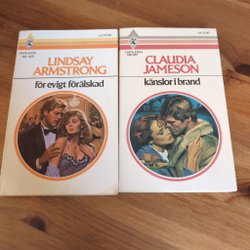 LINDSAY
ARMSTRONG
för evigt förälskad
CLAUDIA
JAMESON
känslor i brand